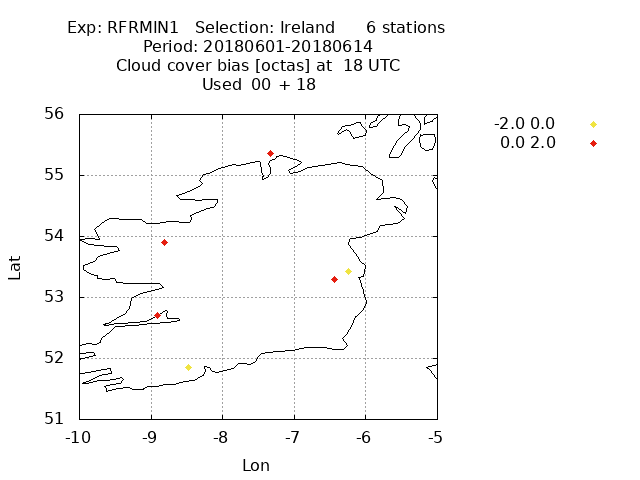 Exp: RFRMIN1   Selection: Ireland      6 stations
Period: 20180601-20180614
Cloud cover bias [octas] at  18 UTC
Used  00 + 18
-2.0 0.0
0.0 2.0
56
55
54
53
52
51
Lat
-10 -9 -8 -7 -6 -5
Lon